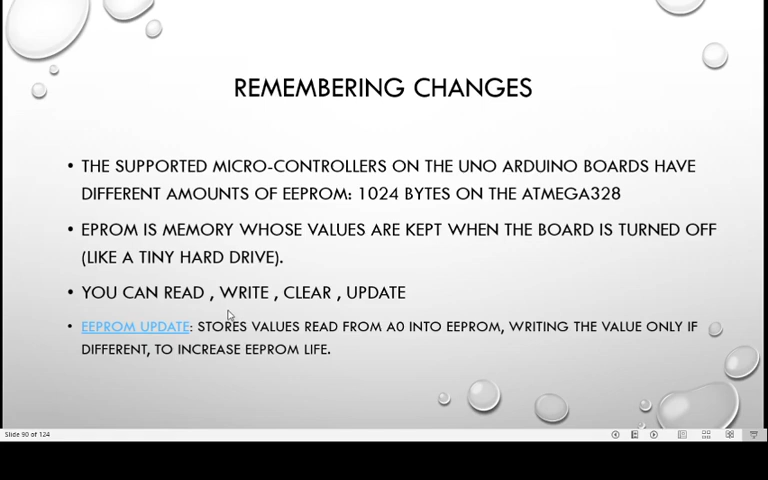 REMEMBERING CHANGES
• THE SUPPORTED MICRO-CONTROLLERS ON THE UNO ARDUINO BOARDS HAVE
DIFFERENT AMOUNTS OF EEPROM: 1024 BYTES ON THE ATMEGA328
• EPROM IS MEMORY WHOSE VALUES ARE KEPT WHEN THE BOARD IS TURNED OFF
(LIKE A TINY HARD DRIVE).
• YOU CAN READ , WRITE , CLEAR , UPDATE
• EEPROM UPDATE: STORES VALUES READ FROM A0 INTO EEPROM, WRITING THE VALUE ONLY IF
DIFFERENT, TO INCREASE EEPROM LIFE.
Slide 90 of 124